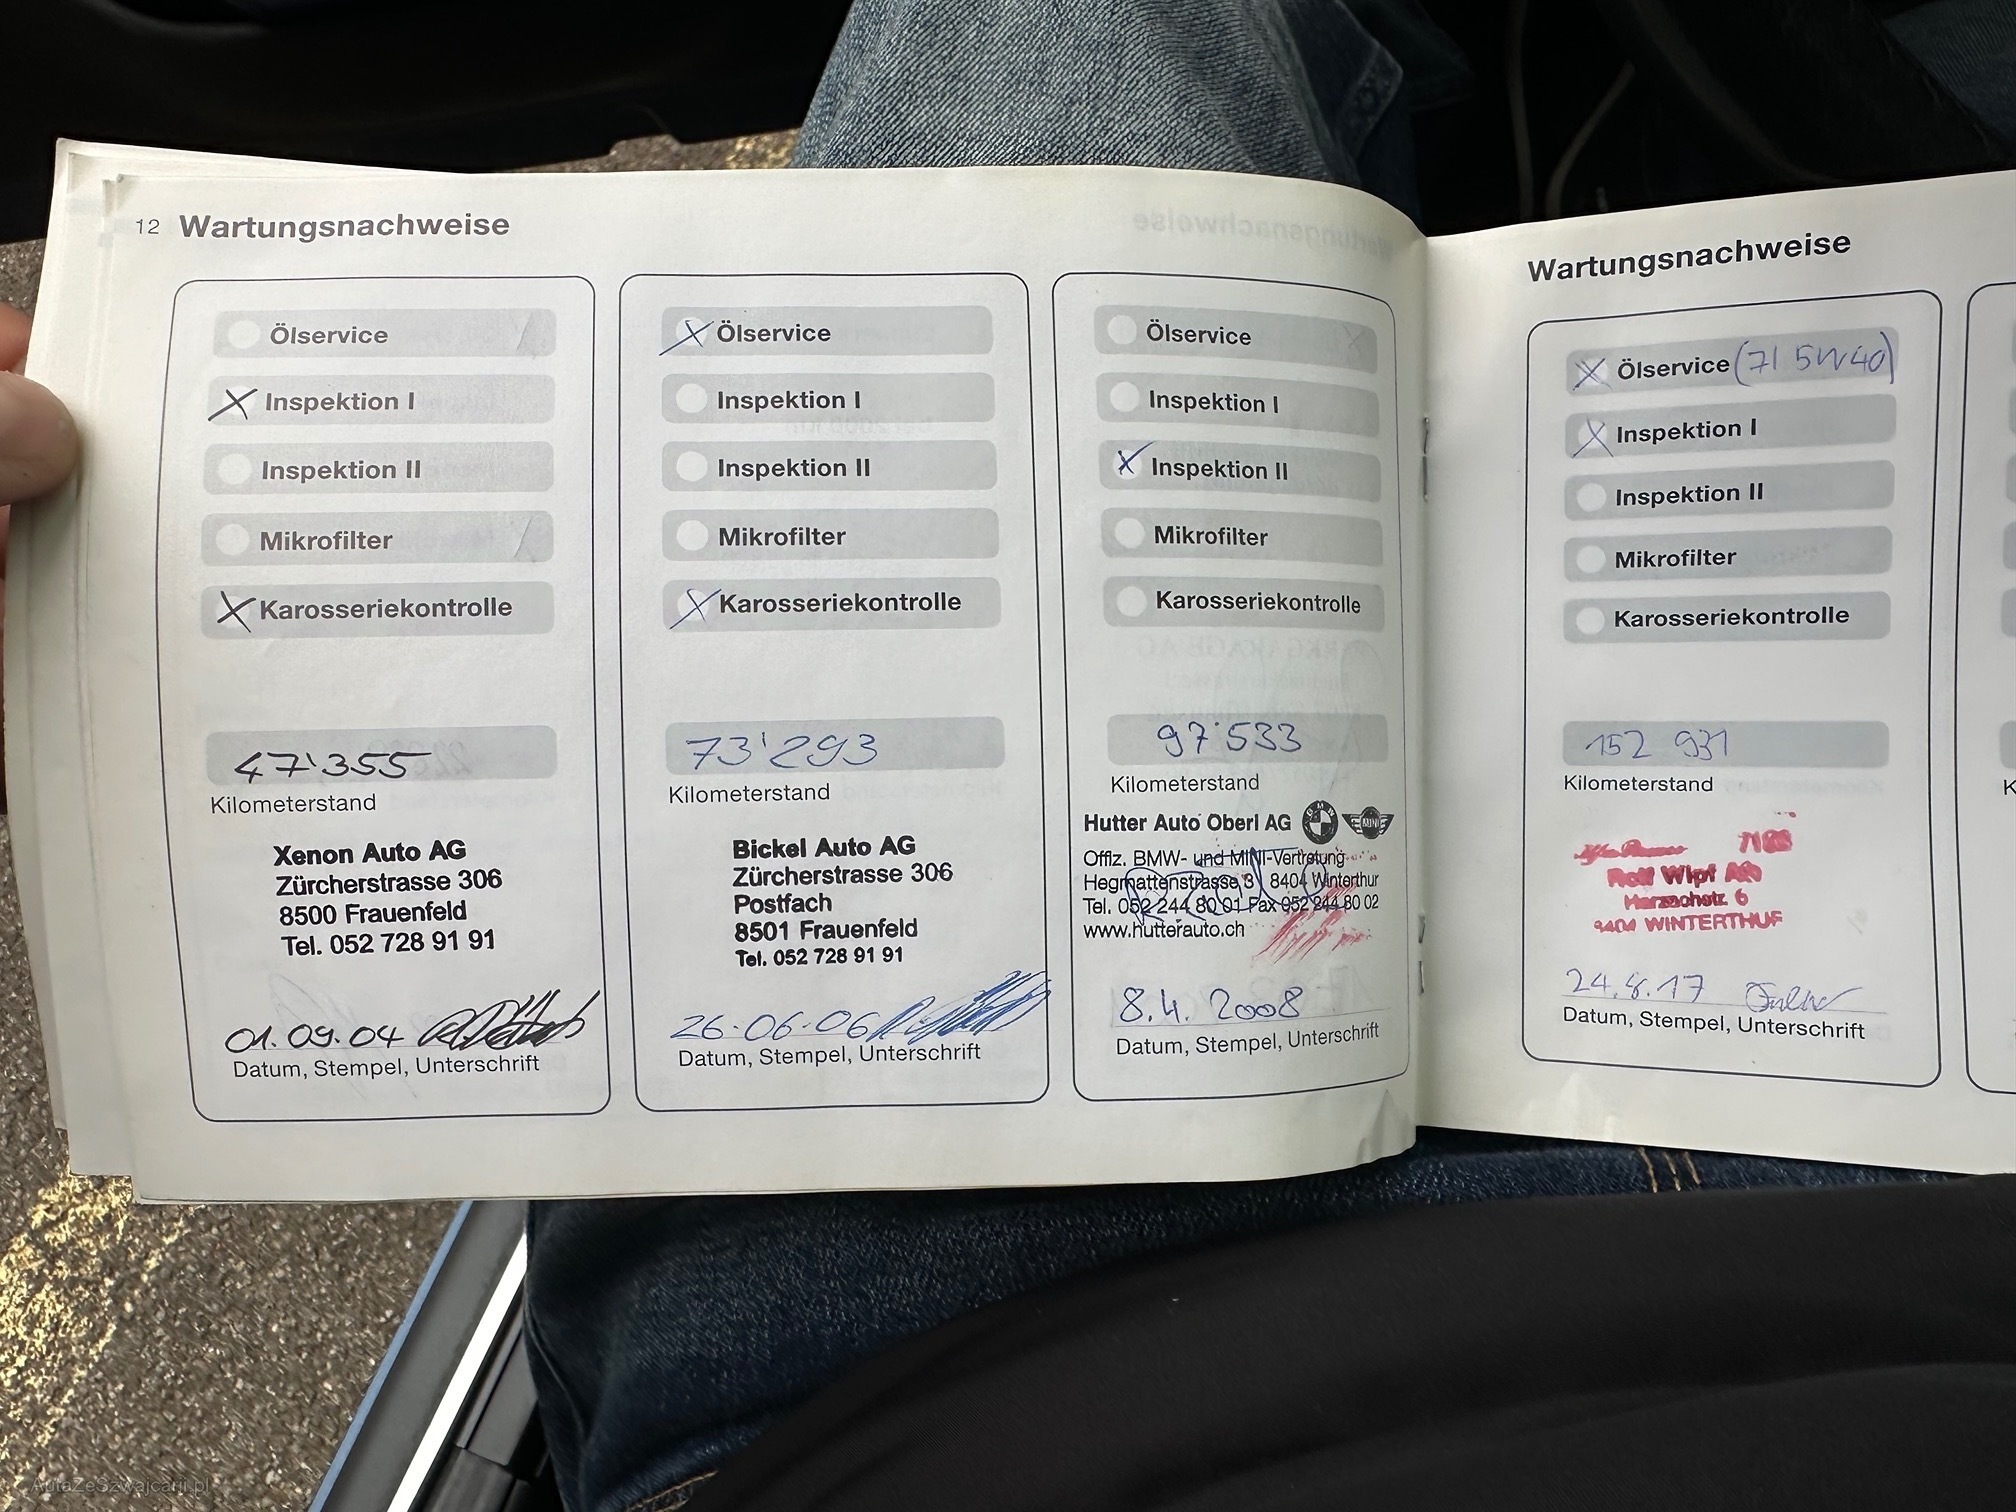 12 Wartungsnachweise
Ölservice
Inspektion I
Inspektion II
Mikrofilter
Karosseriekontrolle
47'355
Kilometerstand
Xenon Auto AG
Zürcherstrasse 306
8500 Frauenfeld
Tel. 052 728 91 91
01.09.04
Datum, Stempel, Unterschrift
Ölservice
Inspektion I
Inspektion II
Mikrofilter
Karosseriekontrolle
73'293
Kilometerstand
Bickel Auto AG
Zürcherstrasse 306
Postfach
8501 Frauenfeld
Tel. 052 728 91 91
26.06.06
Datum, Stempel, Unterschrift
Ölservice
Inspektion I
Inspektion II
Mikrofilter
Karosseriekontrolle
97'533
Kilometerstand
Hutter Auto Oberl AG BMW MINI
Offiz. BMW- und MINI-Vertretung
Hegmattenstrasse 3 8404 Winterthur
Tel. 052 244 80 01 Fax 052 244 80 02
www.hutterauto.ch
8.4. 2008
Datum, Stempel, Unterschrift
Wartungsnachweise
Ölservice (7l 5W40)
Inspektion I
Inspektion II
Mikrofilter
Karosseriekontrolle
152 931
Kilometerstand
Rolf Wipf
6
WINTERTHUR
24.8.17
Datum, Stempel, Unterschrift
AutaZeSzwajcarii.pl